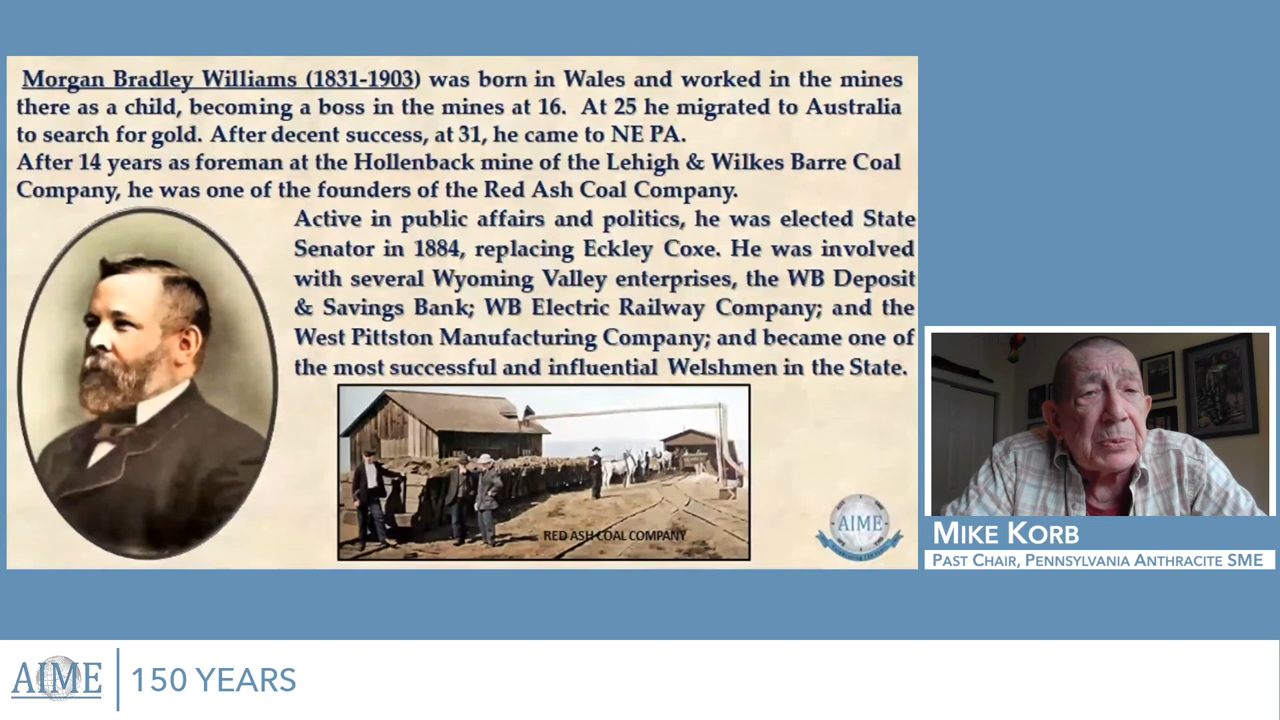 Morgan Bradley Williams (1831-1903) was born in Wales and worked in the mines
there as a child, becoming a boss in the mines at 16. At 25 he migrated to Australia
to search for gold. After decent success, at 31, he came to NE PA.
After 14 years as foreman at the Hollenback mine of the Lehigh & Wilkes Barre Coal
Company, he was one of the founders of the Red Ash Coal Company.
Active in public affairs and politics, he was elected State
Senator in 1884, replacing Eckley Coxe. He was involved
with several Wyoming Valley enterprises, the WB Deposit
& Savings Bank; WB Electric Railway Company; and the
West Pittston Manufacturing Company; and became one of
the most successful and influential Welshmen in the State.
RED ASH COAL COMPANY
AIME
MIKE KORB
PAST CHAIR, PENNSYLVANIA ANTHRACITE SME
AIME
150 YEARS